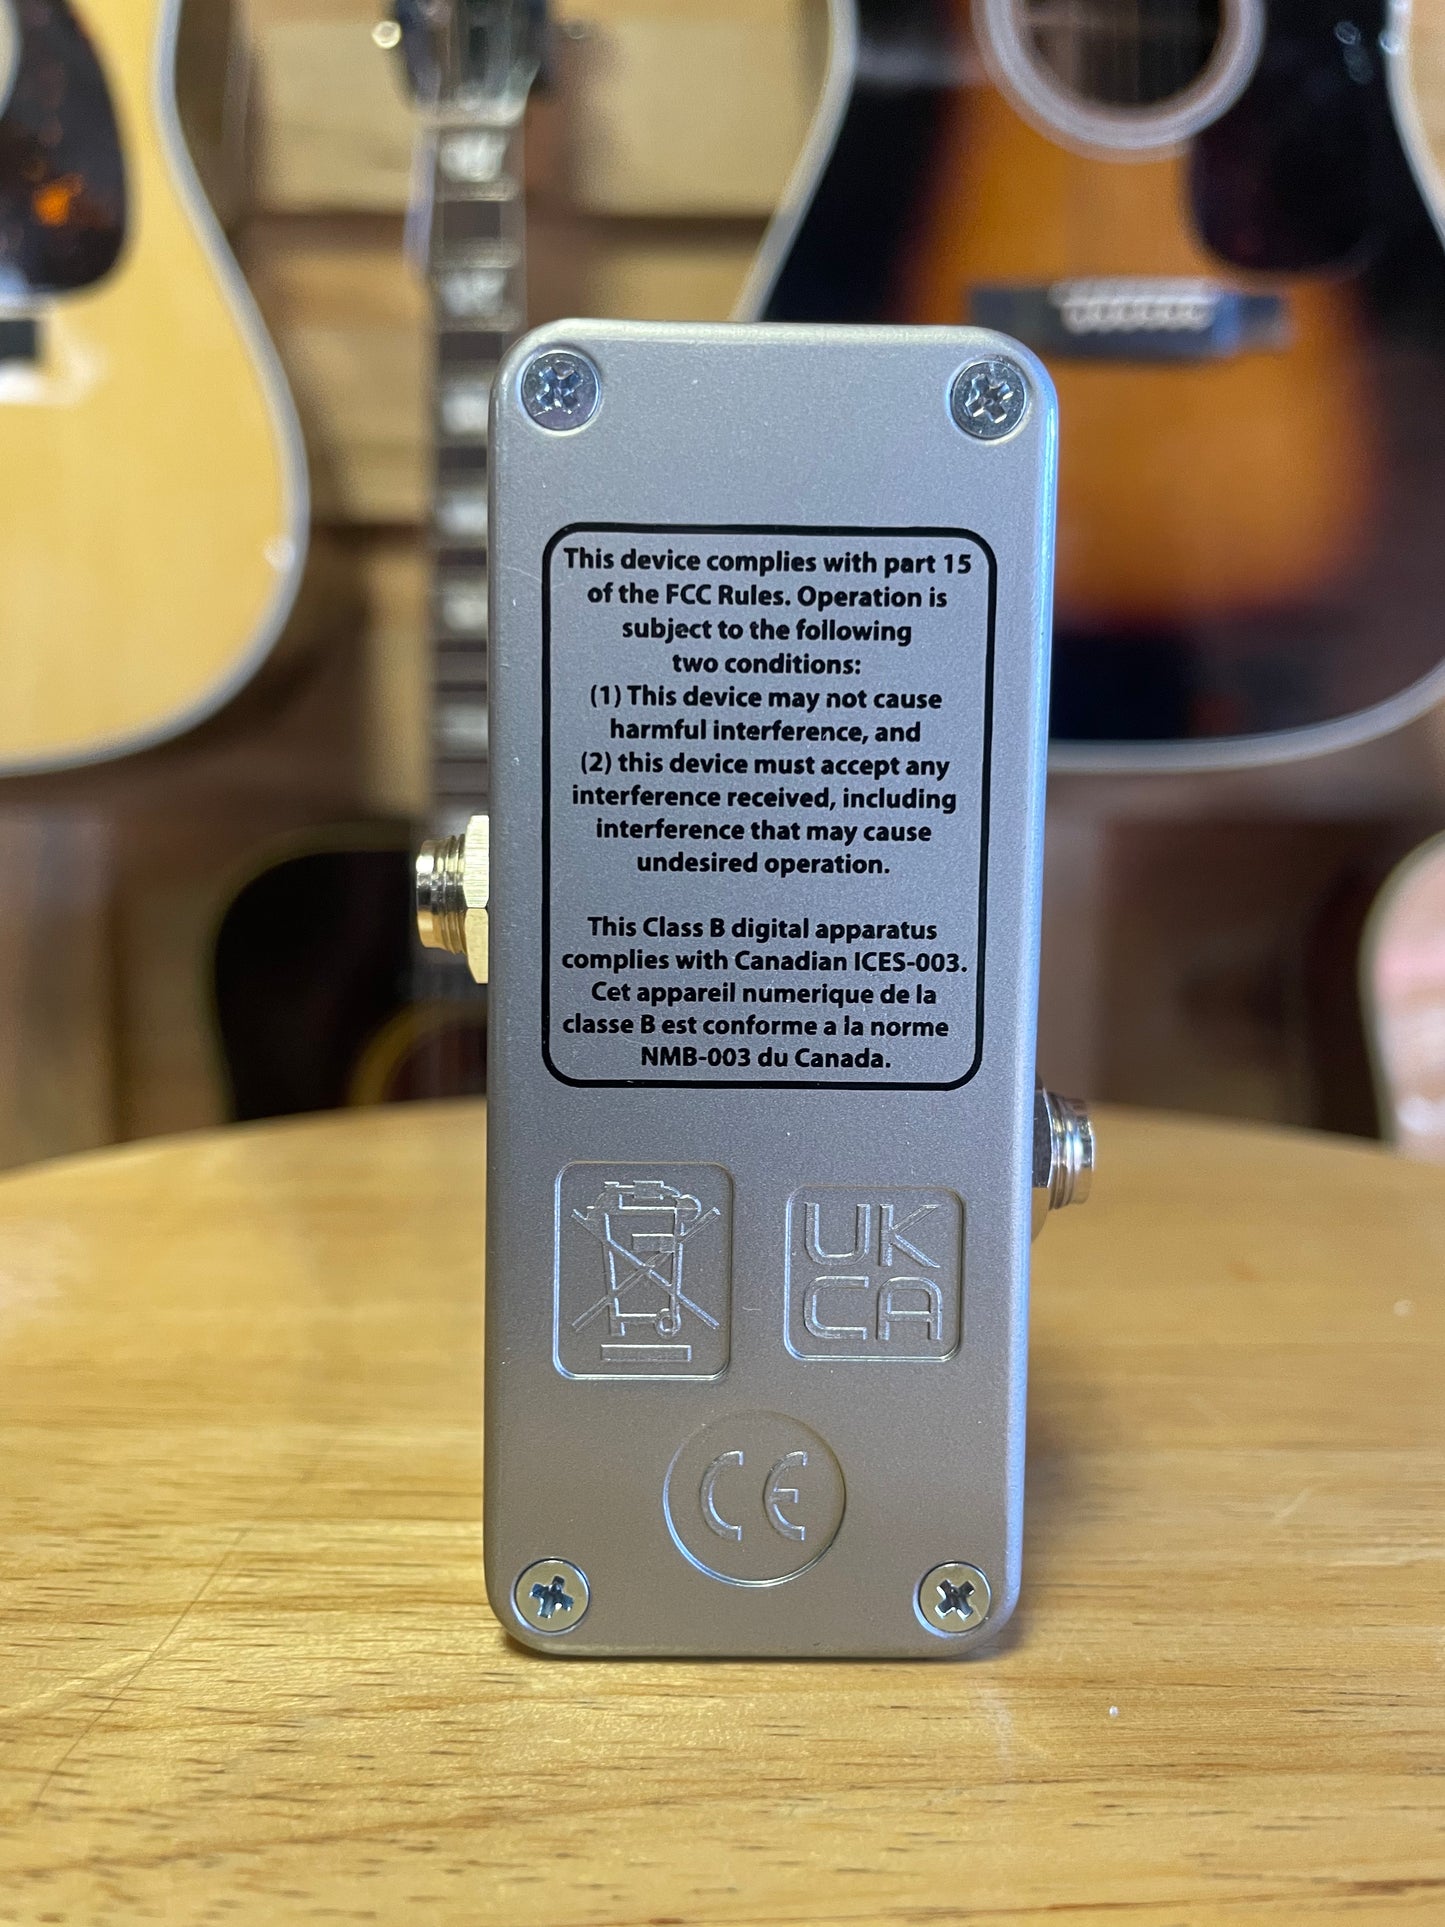 This device complies with part 15
of the FCC Rules. Operation is
subject to the following
two conditions:
(1) This device may not cause
harmful interference, and
(2) this device must accept any
interference received, including
interference that may cause
undesired operation.
This Class B digital apparatus
complies with Canadian ICES-003.
Cet appareil numerique de la
classe B est conforme a la norme
NMB-003 du Canada.
UK
CA
CE